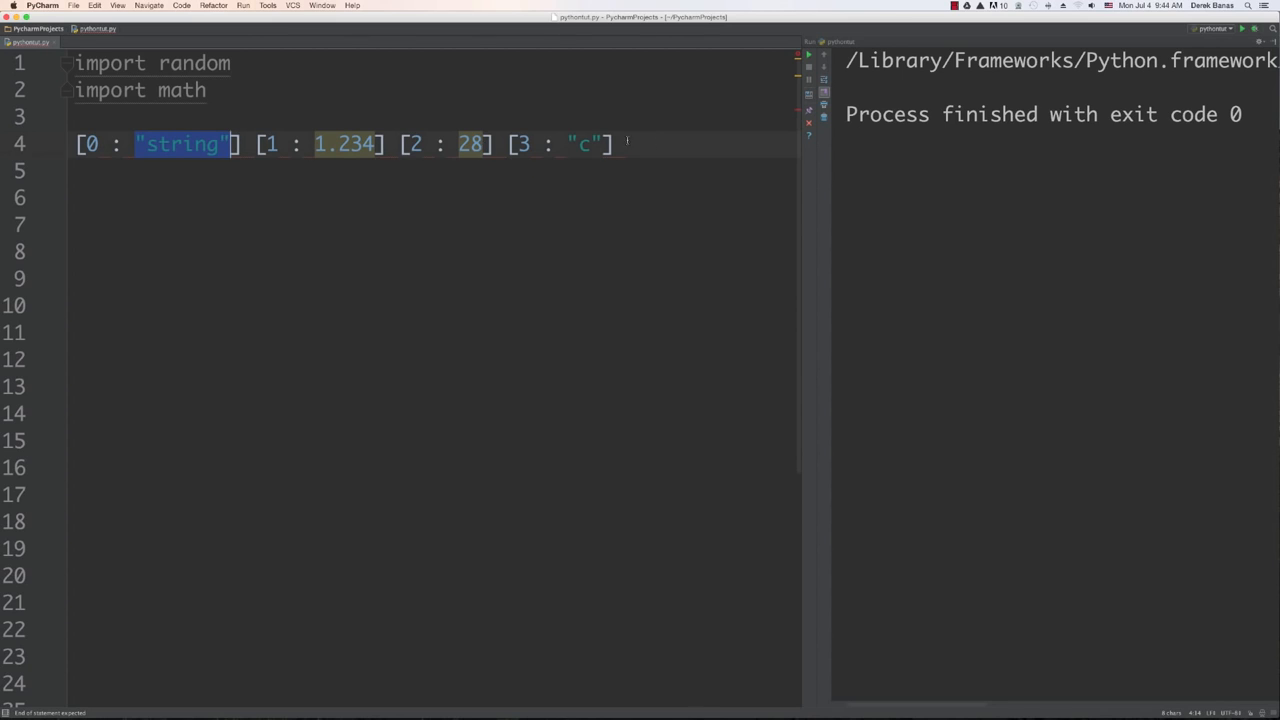 PyCharm File Edit View Navigate Code Refactor Run Tools VCS Window Help
10 Mon Jul 4 9:44 AM Derek Banas
pythontut.py - PycharmProjects - [~/PycharmProjects]
PycharmProjects pythontut.py
pythontut
pythontut.py
Run pythontut
1 import random
2 import math
3
4 [0 : "string"] [1 : 1.234] [2 : 28] [3 : "c"]
5
6
7
8
9
10
11
12
13
14
15
16
17
18
19
20
21
22
23
24
/Library/Frameworks/Python.framework
Process finished with exit code 0
End of statement expected
8 chars 4:14 LF‡ UTF-8‡